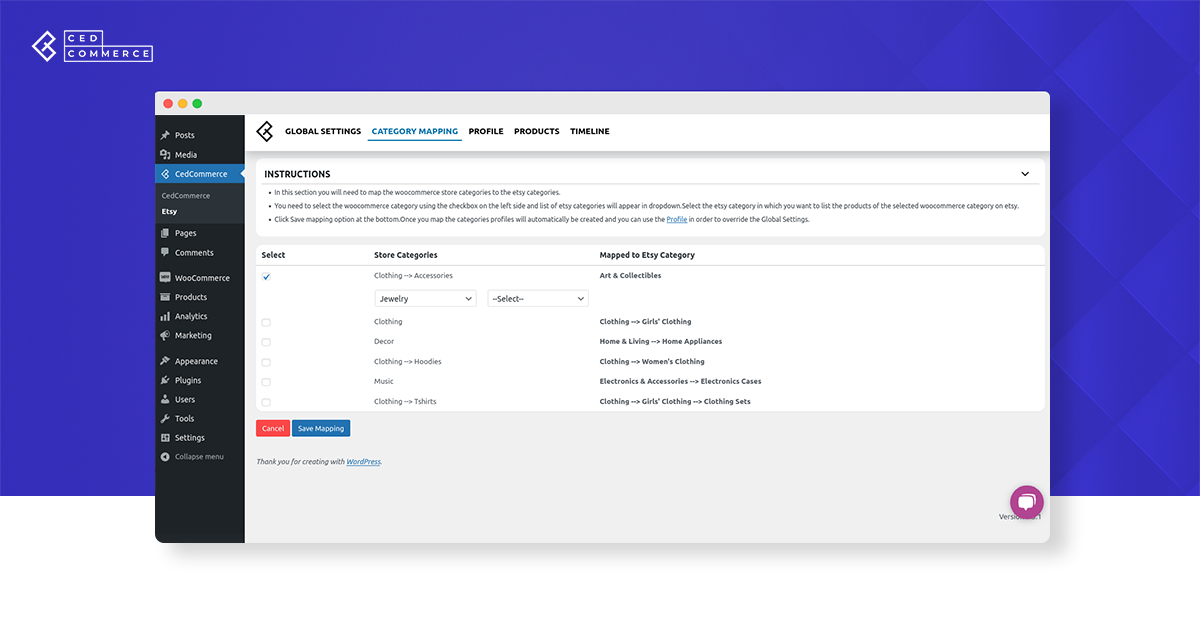 CED
COMMERCE
GLOBAL SETTINGS CATEGORY MAPPING PROFILE PRODUCTS TIMELINE
Posts
Media
CedCommerce
CedCommerce
Etsy
Pages
Comments
WooCommerce
Products
Analytics
Marketing
Appearance
Plugins
Users
Tools
Settings
Collapse menu
INSTRUCTIONS
• In this section you will need to map the woocommerce store categories to the etsy categories.
• You need to select the woocommerce category using the checkbox on the left side and list of etsy categories will appear in dropdown.Select the etsy category in which you want to list the products of the selected woocommerce category on etsy.
• Click Save mapping option at the bottom.Once you map the categories profiles will automatically be created and you can use the Profile in order to override the Global Settings.
Select Store Categories Mapped to Etsy Category
Clothing --> Accessories Art & Collectibles
Jewelry --Select--
Clothing Clothing --> Girls' Clothing
Decor Home & Living --> Home Appliances
Clothing --> Hoodies Clothing --> Women's Clothing
Music Electronics & Accessories --> Electronics Cases
Clothing --> Tshirts Clothing --> Girls' Clothing --> Clothing Sets
Cancel Save Mapping
Thank you for creating with WordPress.